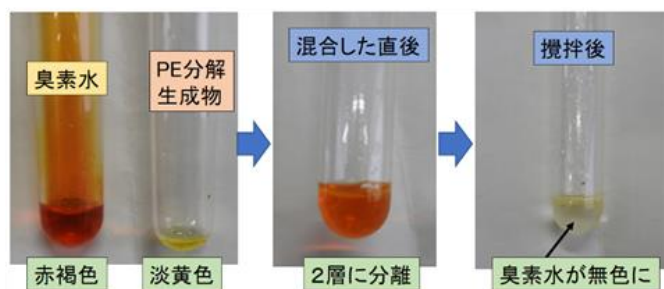 臭素水
PE分解
生成物
混合した直後
攪拌後
赤褐色
淡黄色
2層に分離
臭素水が無色に